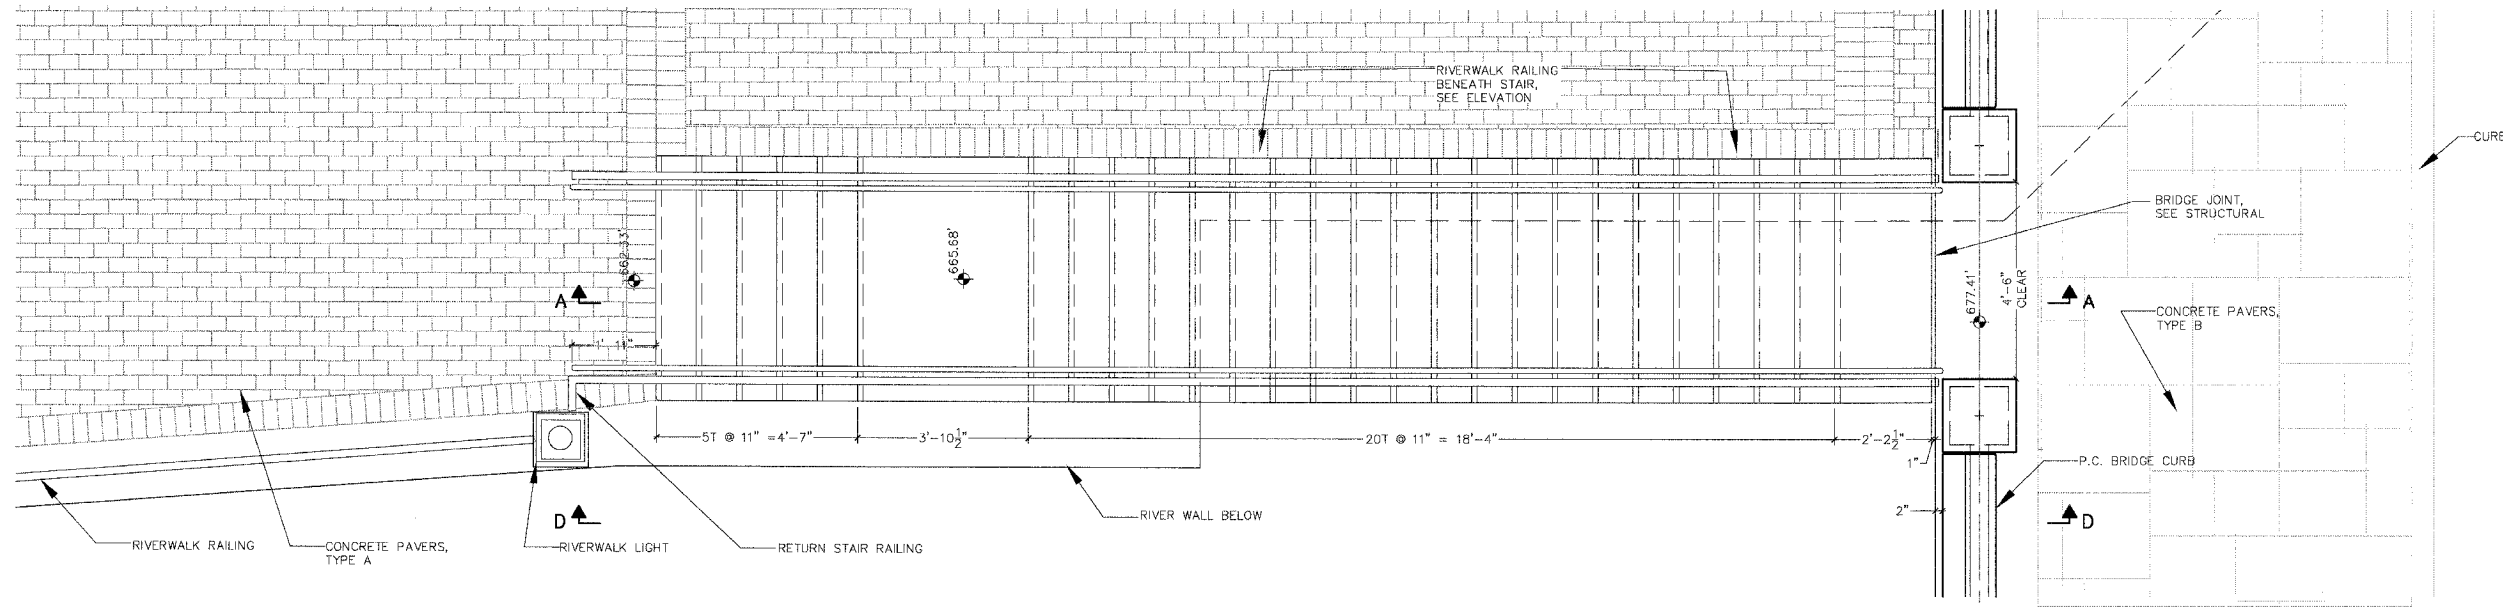 RIVERWALK RAILING
BENEATH STAIR,
SEE ELEVATION
CURB
BRIDGE JOINT,
SEE STRUCTURAL
662.33'
665.68'
677.41'
4'-6"
CLEAR
A
A
CONCRETE PAVERS,
TYPE B
1'-11"
5T @ 11" =4'-7"
3'-10½"
20T @ 11" = 18'-4"
2'-2½"
1"
P.C. BRIDGE CURB
2"
D
D
RIVER WALL BELOW
RIVERWALK RAILING
CONCRETE PAVERS,
TYPE A
RIVERWALK LIGHT
RETURN STAIR RAILING